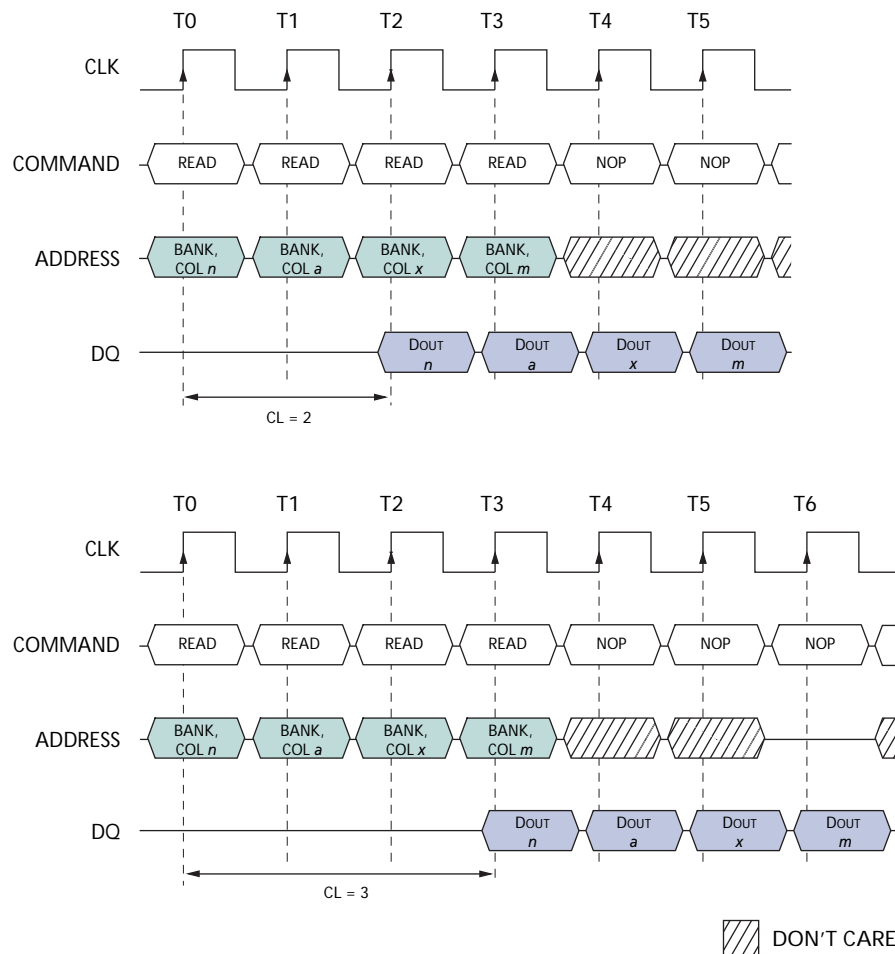 T0 T1 T2 T3 T4 T5
CLK
COMMAND READ READ READ READ NOP NOP
ADDRESS BANK, COL n BANK, COL a BANK, COL x BANK, COL m
DQ DOUT n DOUT a DOUT x DOUT m
CL = 2
T0 T1 T2 T3 T4 T5 T6
CLK
COMMAND READ READ READ READ NOP NOP NOP
ADDRESS BANK, COL n BANK, COL a BANK, COL x BANK, COL m
DQ DOUT n DOUT a DOUT x DOUT m
CL = 3
DON'T CARE